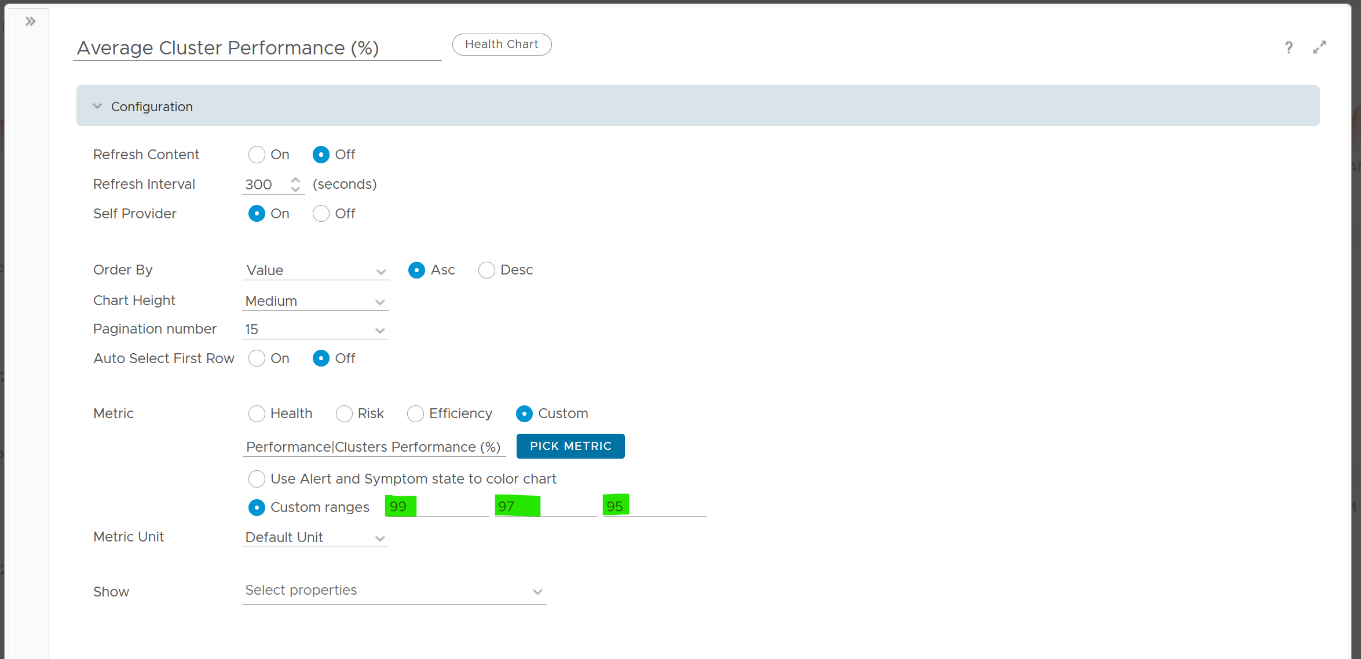 »
Average Cluster Performance (%) Health Chart ?
Configuration
Refresh Content On Off
Refresh Interval 300 (seconds)
Self Provider On Off
Order By Value Asc Desc
Chart Height Medium
Pagination number 15
Auto Select First Row On Off
Metric Health Risk Efficiency Custom
Performance|Clusters Performance (%) PICK METRIC
Use Alert and Symptom state to color chart
Custom ranges 99 97 95
Metric Unit Default Unit
Show Select properties